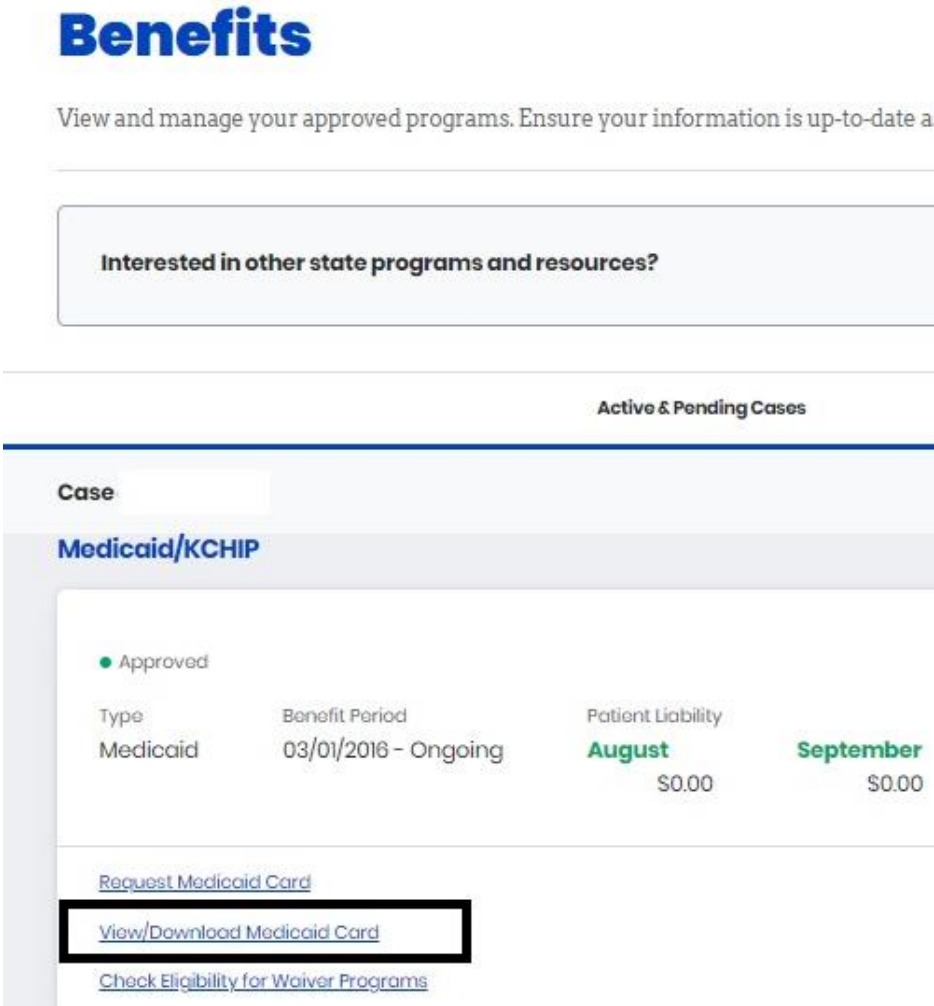 Benefits
View and manage your approved programs. Ensure your information is up-to-date a
Interested in other state programs and resources?
Active & Pending Cases
Case
Medicaid/KCHIP
Approved
Type Benefit Period Patient Liability
Medicaid 03/01/2016 - Ongoing August September
$0.00 $0.00
Request Medicaid Card
View/Download Medicaid Card
Check Eligibility for Waiver Programs